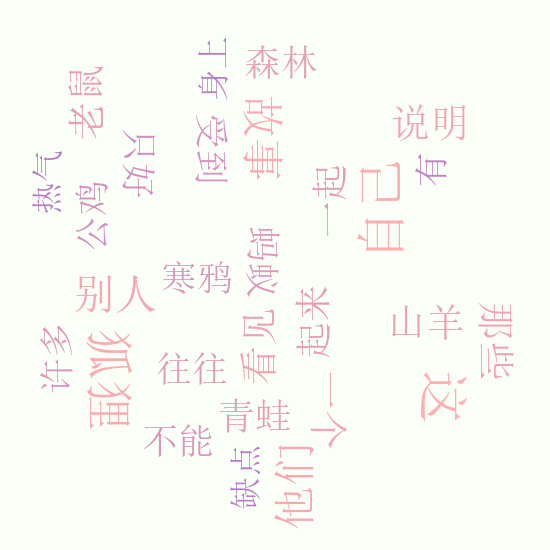 上身
森林
老鼠
故事
说明
受到
只好
有
热气
公鸡
一起
自己
蚂蚁
寒鸦
别人
看见
起来
山羊
那些
许多
狐狸
往往
这
一个
青蛙
不能
缺点
他们